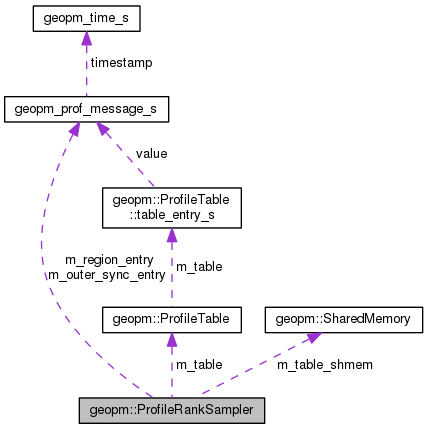 geopm_time_s
timestamp
geopm_prof_message_s
value
geopm::ProfileTable
::table_entry_s
m_region_entry
m_outer_sync_entry
m_table
geopm::ProfileTable
geopm::SharedMemory
m_table
m_table_shmem
geopm::ProfileRankSampler